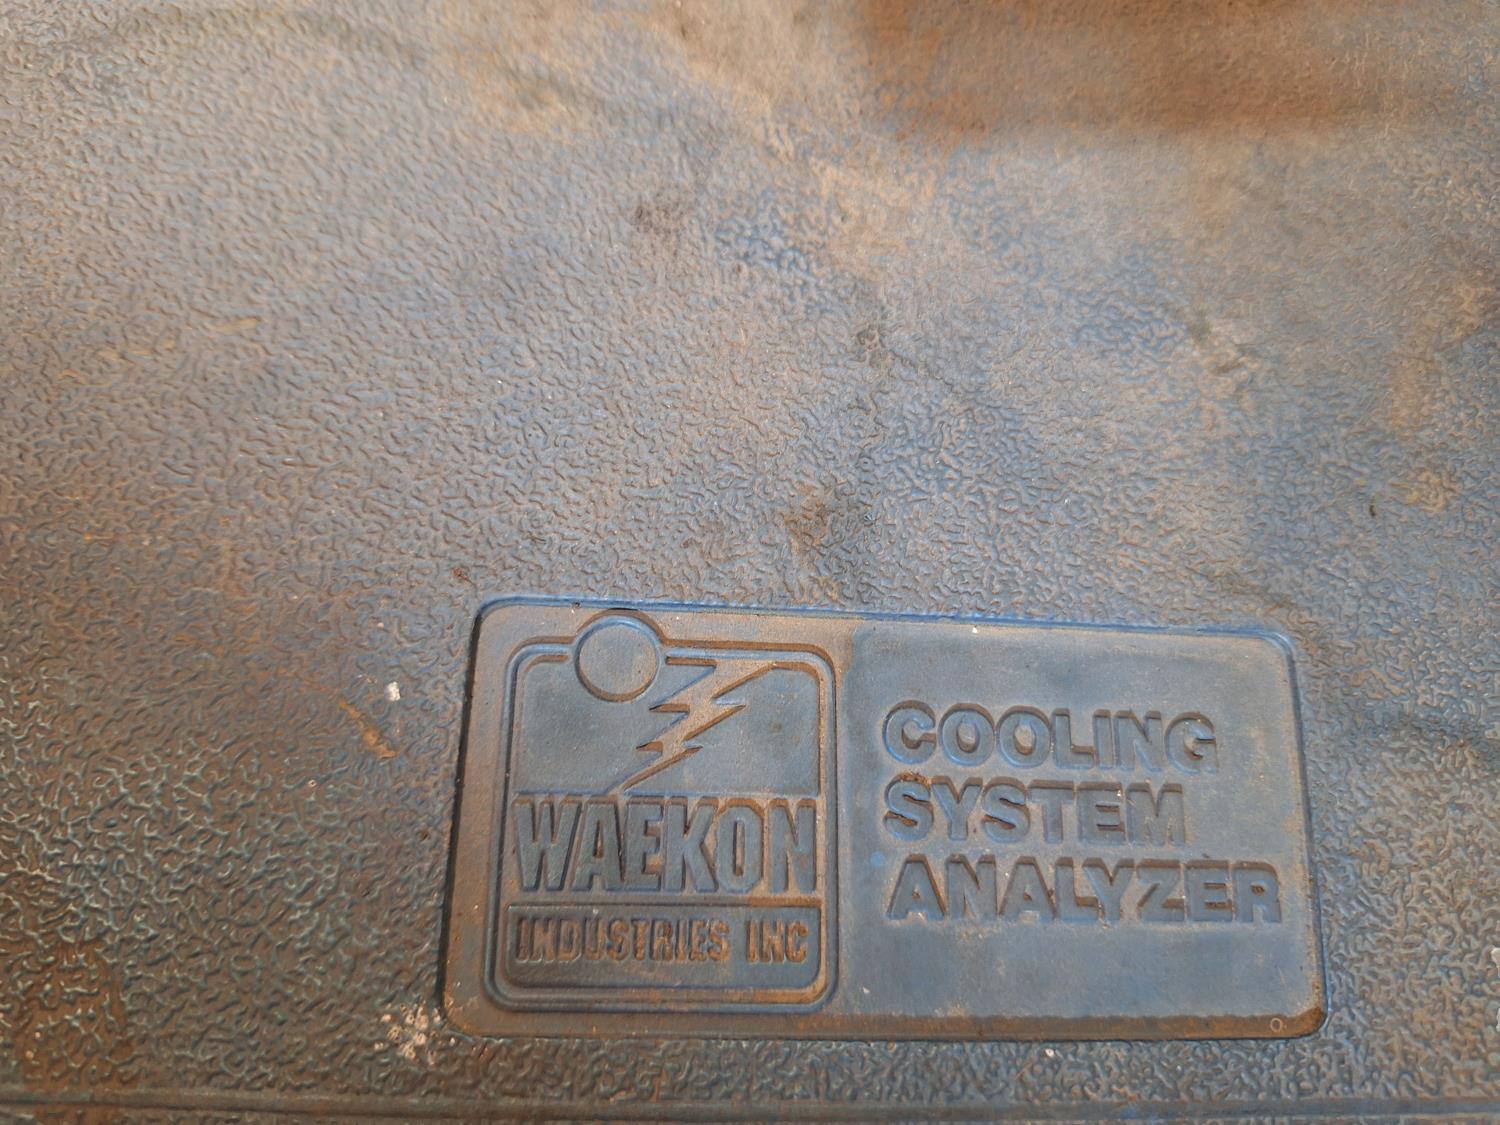 WAEKON
INDUSTRIES INC
COOLING
SYSTEM
ANALYZER